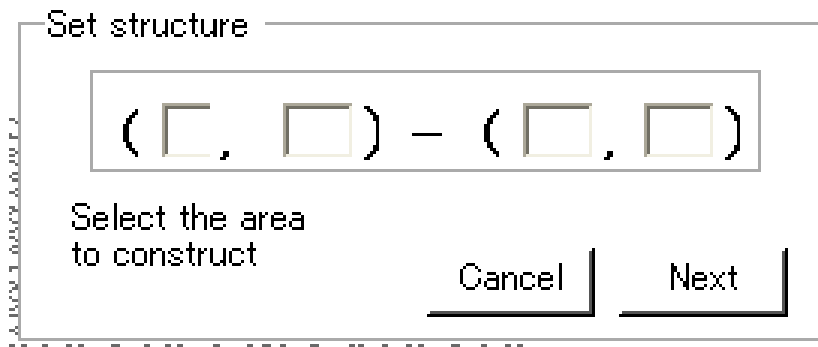 Set structure
( , ) – ( , )
Select the area
to construct
Cancel Next